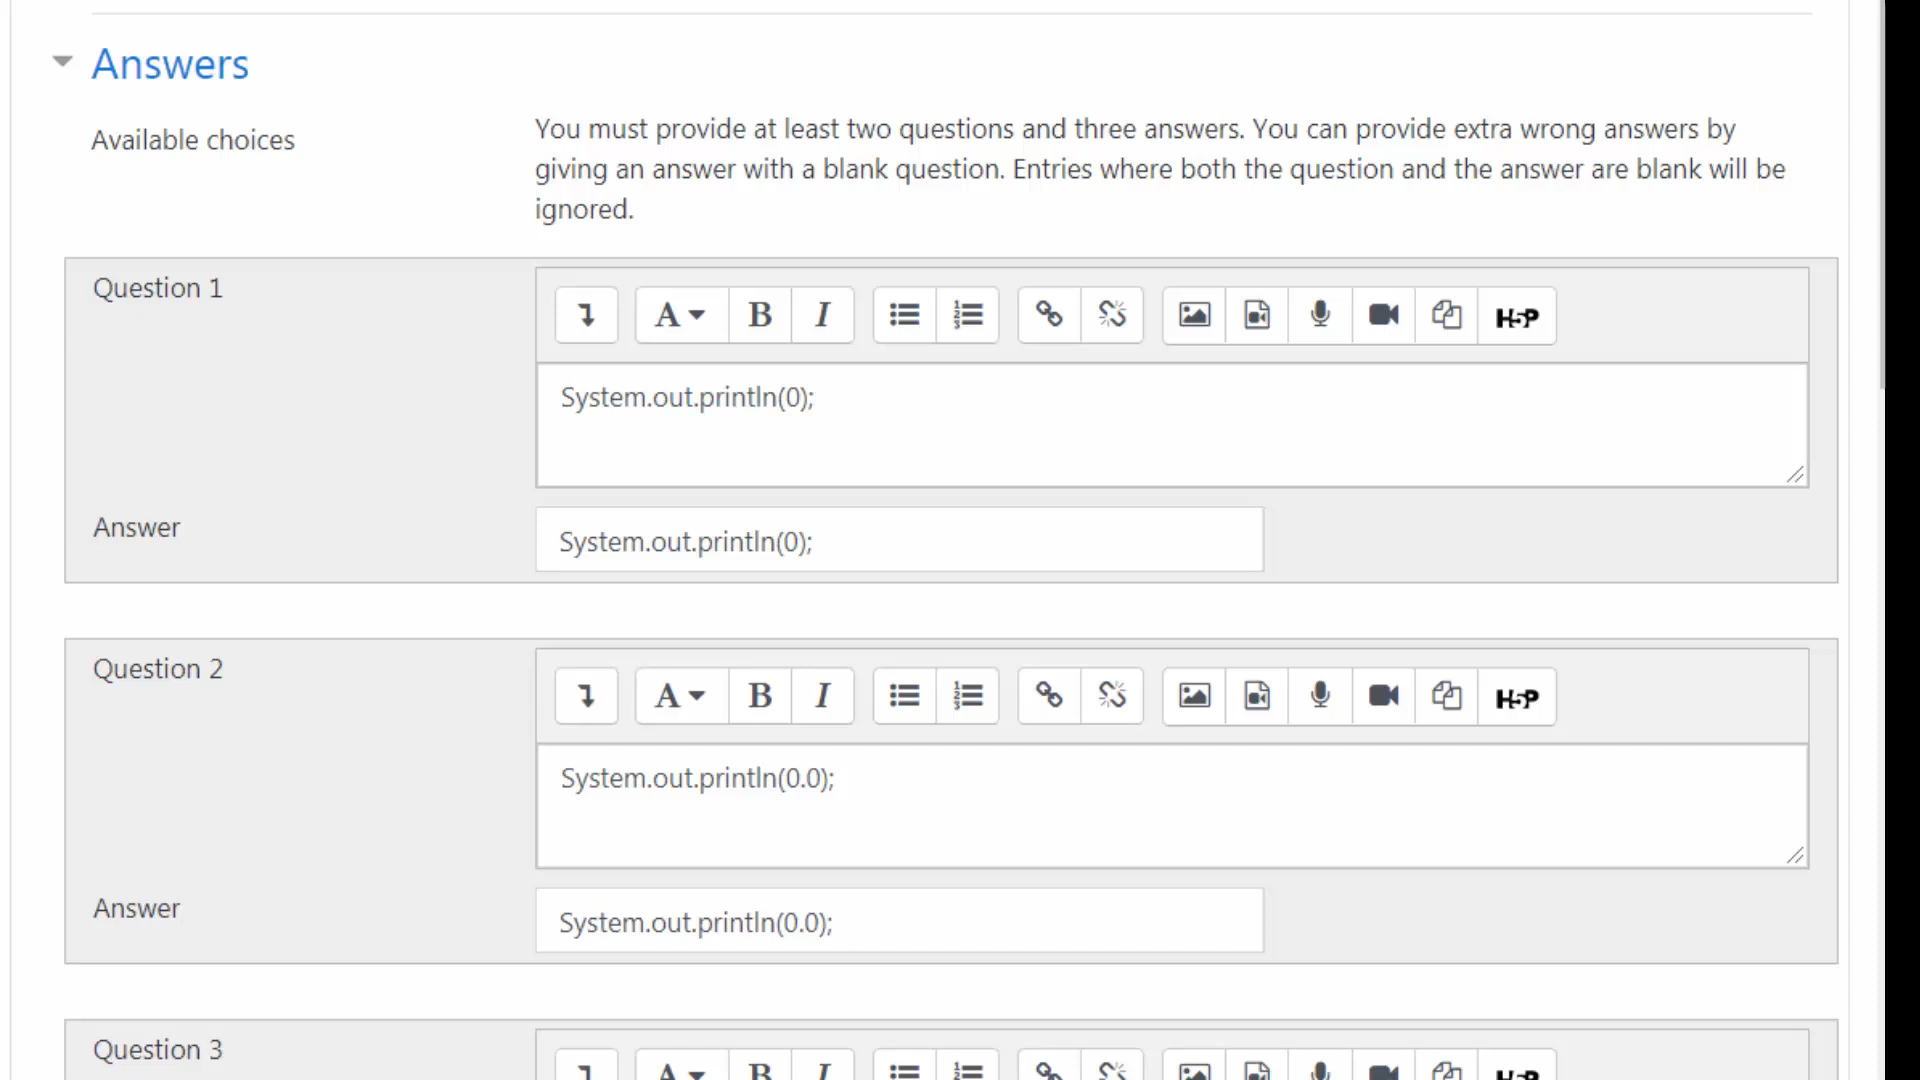 Answers
Available choices
You must provide at least two questions and three answers. You can provide extra wrong answers by
giving an answer with a blank question. Entries where both the question and the answer are blank will be
ignored.
Question 1
A B I H5P
System.out.println(0);
Answer
System.out.println(0);
Question 2
A B I H5P
System.out.println(0.0);
Answer
System.out.println(0.0);
Question 3
A B I H5P